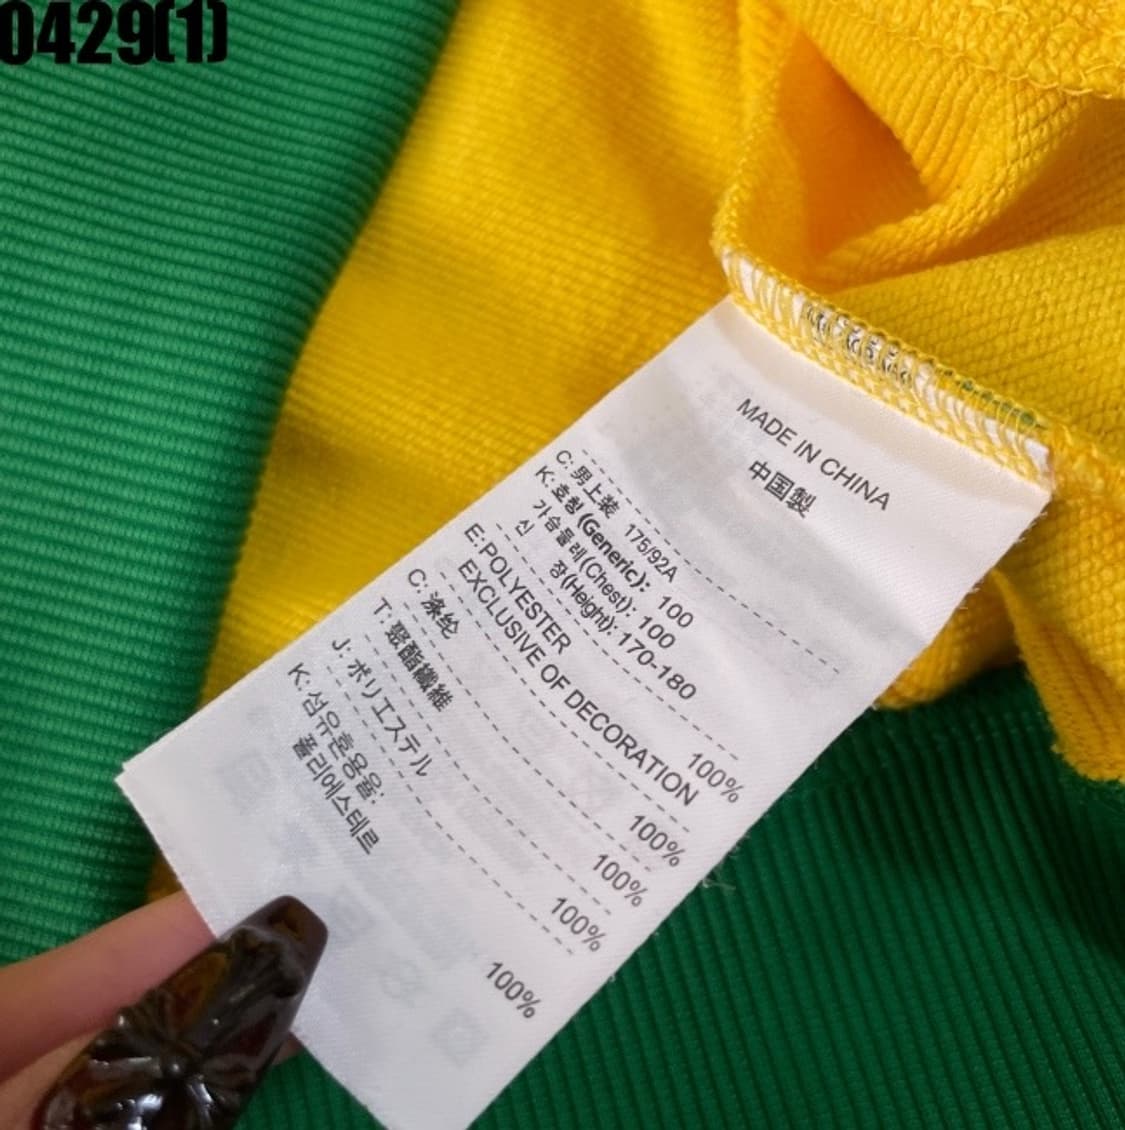 0429(1)
MADE IN CHINA
中国製
C: 男上装 175/92A
K: 호칭(Generic): 100
가슴둘레(Chest): 100
신 장(Height): 170-180
E:POLYESTER 100%
EXCLUSIVE OF DECORATION
C: 涤纶 100%
T: 聚酯纖維 100%
J: ポリエステル 100%
K: 섬유혼용율:
폴리에스테르 100%